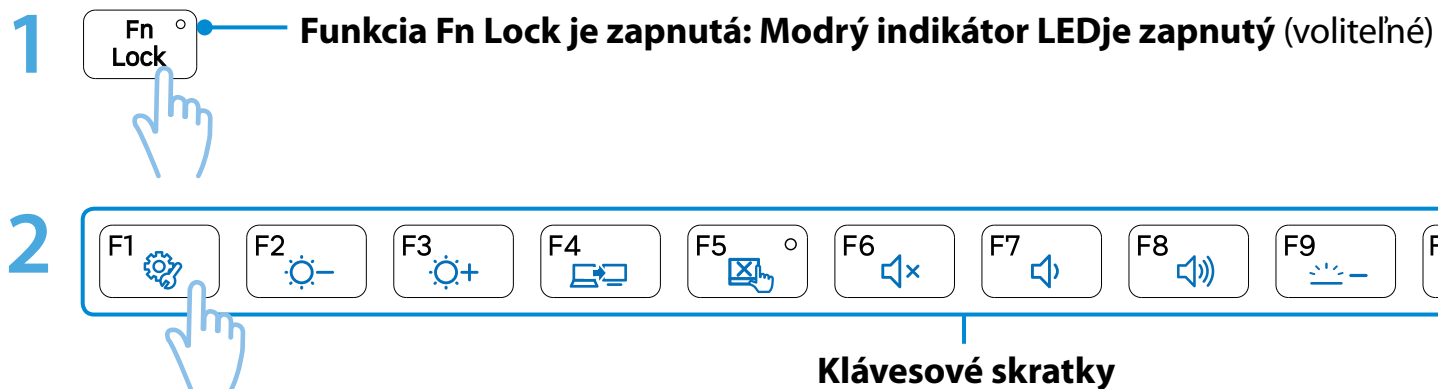 1
Fn
Lock
Funkcia Fn Lock je zapnutá: Modrý indikátor LEDje zapnutý (voliteľné)
2
F1 F2 F3 F4 F5 F6 F7 F8 F9
Klávesové skratky